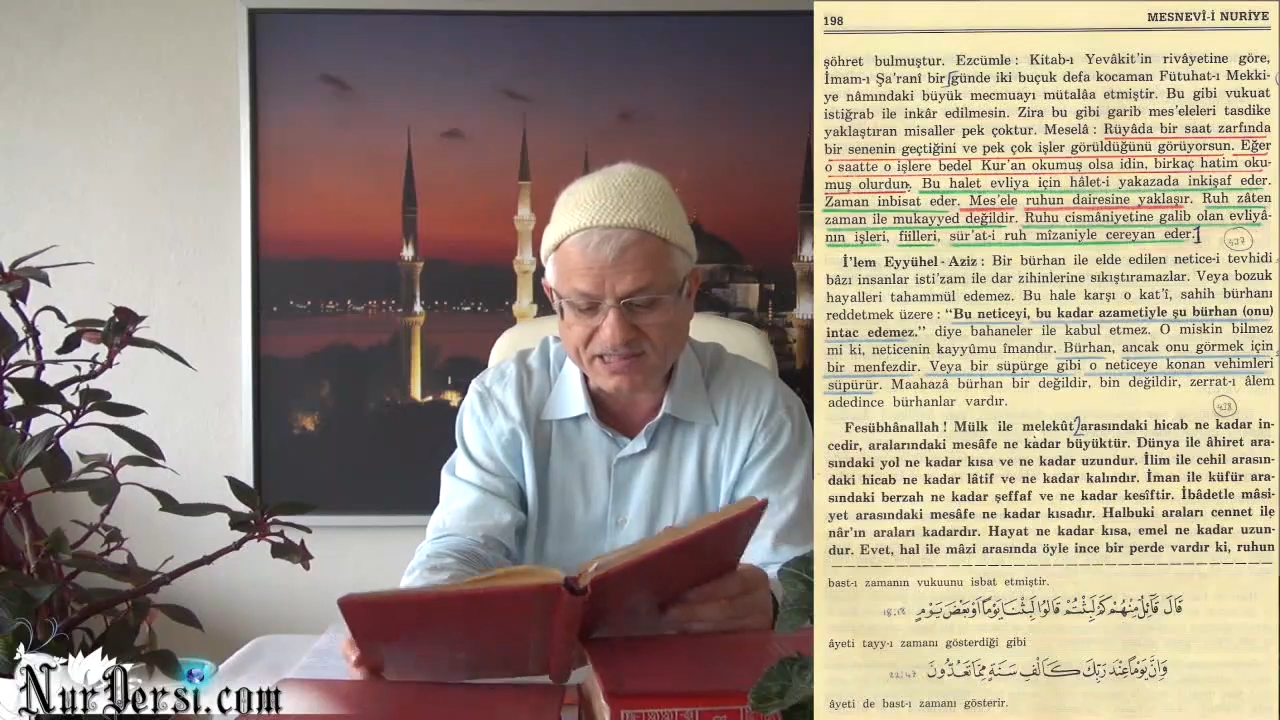 198 MESNEVÎ-İ NURİYE
şöhret bulmuştur. Ezcümle : Kitab-ı Yevâkit'in rivâyetine göre,
İmam-ı Şa'ranî bir günde iki buçuk defa kocaman Fütuhat-ı Mekki-
ye nâmındaki büyük mecmuayı mütalâa etmiştir. Bu gibi vukuat
istiğrab ile inkâr edilmesin. Zira bu gibi garib mes'eleleri tasdike
yaklaştıran misaller pek çoktur. Meselâ : Rüyâda bir saat zarfında
bir senenin geçtiğini ve pek çok işler görüldüğünü görüyorsun. Eğer
o saatte o işlere bedel Kur'an okumuş olsa idin, birkaç hatim oku-
muş olurdun. Bu halet evliya için hâlet-i yakazada inkişaf eder.
Zaman inbisat eder. Mes'ele ruhun dairesine yaklaşır. Ruh zâten
zaman ile mukayyed değildir. Ruhu cismâniyetine galib olan evliyâ-
nın işleri, fiilleri, sür'at-i ruh mîzaniyle cereyan eder.1
İ'lem Eyyühel - Aziz : Bir bürhan ile elde edilen netice-i tevhidi
bâzı insanlar isti'zam ile dar zihinlerine sıkıştıramazlar. Veya bozuk
hayalleri tahammül edemez. Bu hale karşı o kat'î, sahih bürhanı
reddetmek üzere : "Bu neticeyi, bu kadar azametiyle şu bürhan (onu)
intac edemez." diye bahaneler ile kabul etmez. O miskin bilmez
mi ki, neticenin kayyûmu îmandır. Bürhan, ancak onu görmek için
bir menfezdir. Veya bir süpürge gibi o neticeye konan vehimleri
süpürür. Maahazâ bürhan bir değildir, bin değildir, zerrat-ı âlem
adedince bürhanlar vardır.
Fesübhânallah ! Mülk ile melekût 2 arasındaki hicab ne kadar in-
cedir, aralarındaki mesâfe ne kadar büyüktür. Dünya ile âhiret ara-
sındaki yol ne kadar kısa ve ne kadar uzundur. İlim ile cehil arasın-
daki hicab ne kadar lâtif ve ne kadar kalındır. İman ile küfür ara-
sındaki berzah ne kadar şeffaf ve ne kadar kesîftir. İbâdetle mâsi-
yet arasındaki mesâfe ne kadar kısadır. Halbuki araları cennet ile
nâr'ın araları kadardır. Hayat ne kadar kısa, emel ne kadar uzun-
dur. Evet, hal ile mâzi arasında öyle ince bir perde vardır ki, ruhun
bast-ı zamanın vukuunu isbat etmiştir.
قَالَ قَائِلٌ مِنْهُمْ كَمْ لَبِثْتُمْ قَالُوا لَبِثْنَا يَوْمًا اَوْ بَعْضَ يَوْمٍ
âyeti tayy-ı zamanı gösterdiği gibi
وَاِنَّ يَوْمًا عِنْدَ رَبِّكَ كَاَلْفِ سَنَةٍ مِمَّا تَعُدُّونَ 22:47
âyeti de bast-ı zamanı gösterir.
NurDersi.com